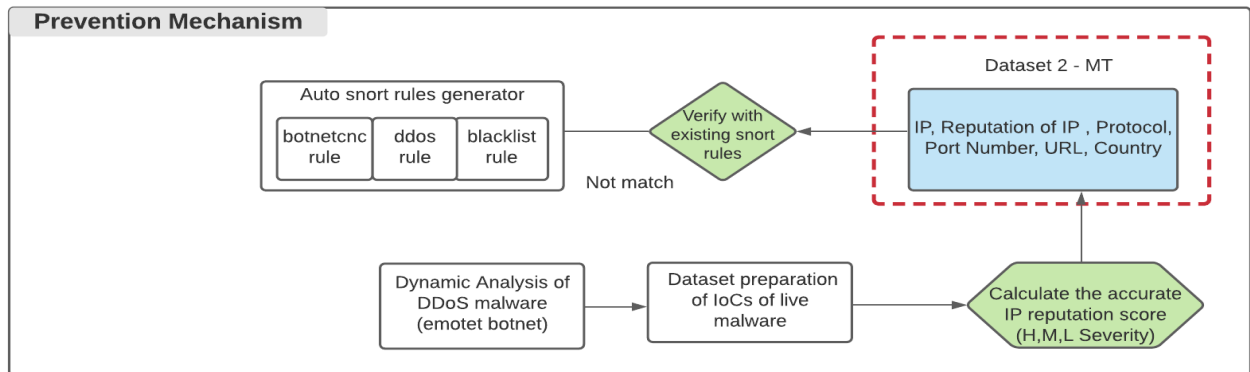 Prevention Mechanism
Dataset 2 - MT
IP, Reputation of IP , Protocol,
Port Number, URL, Country
Verify with
existing snort
rules
Not match
Auto snort rules generator
botnetcnc
rule
ddos
rule
blacklist
rule
Dynamic Analysis of
DDoS malware
(emotet botnet)
Dataset preparation
of IoCs of live
malware
Calculate the accurate
IP reputation score
(H,M,L Severity)